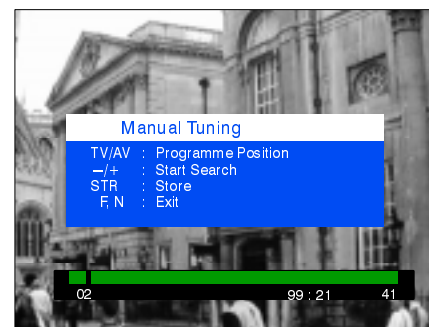 Manual Tuning
TV/AV : Programme Position
–/+ : Start Search
STR : Store
F, N : Exit
02 99 : 21 41